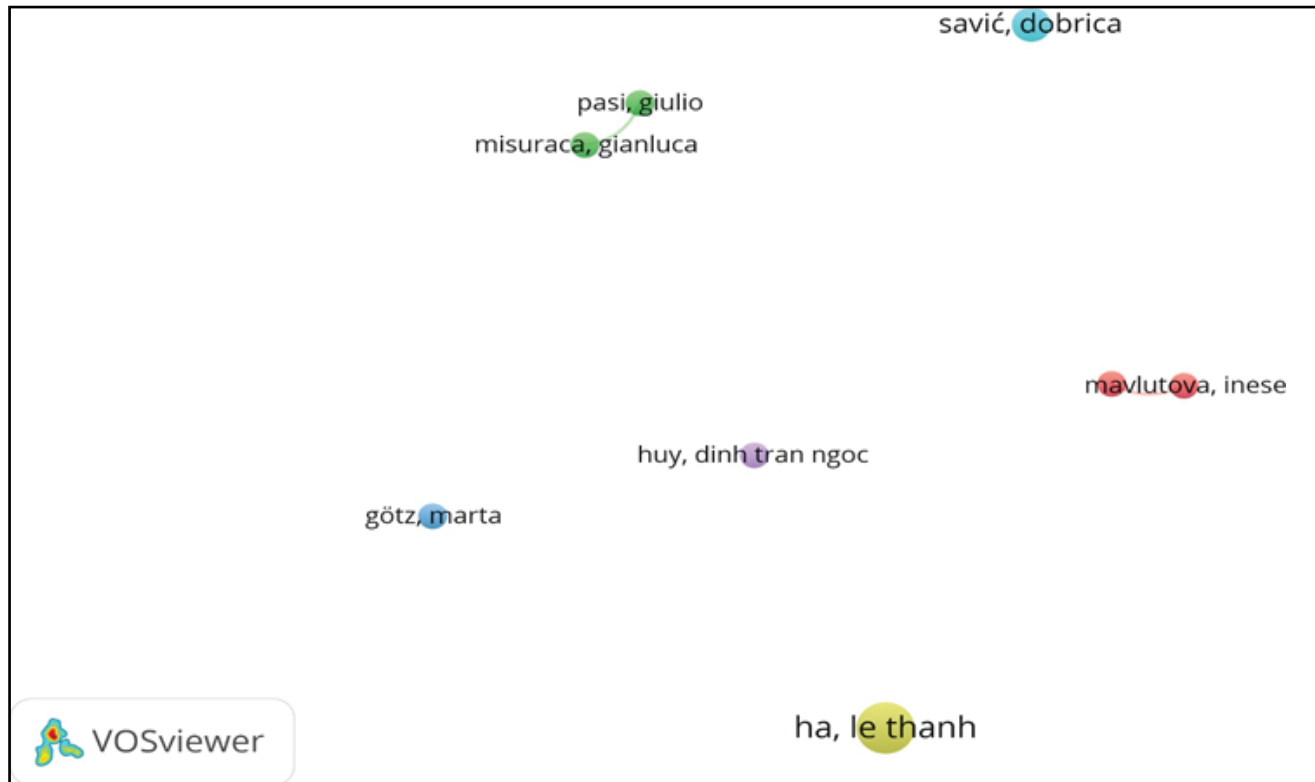 savić, dobrica
pasi, giulio
misuraca, gianluca
mavlutova, inese
huy, dinh tran ngoc
götz, marta
ha, le thanh
VOSviewer